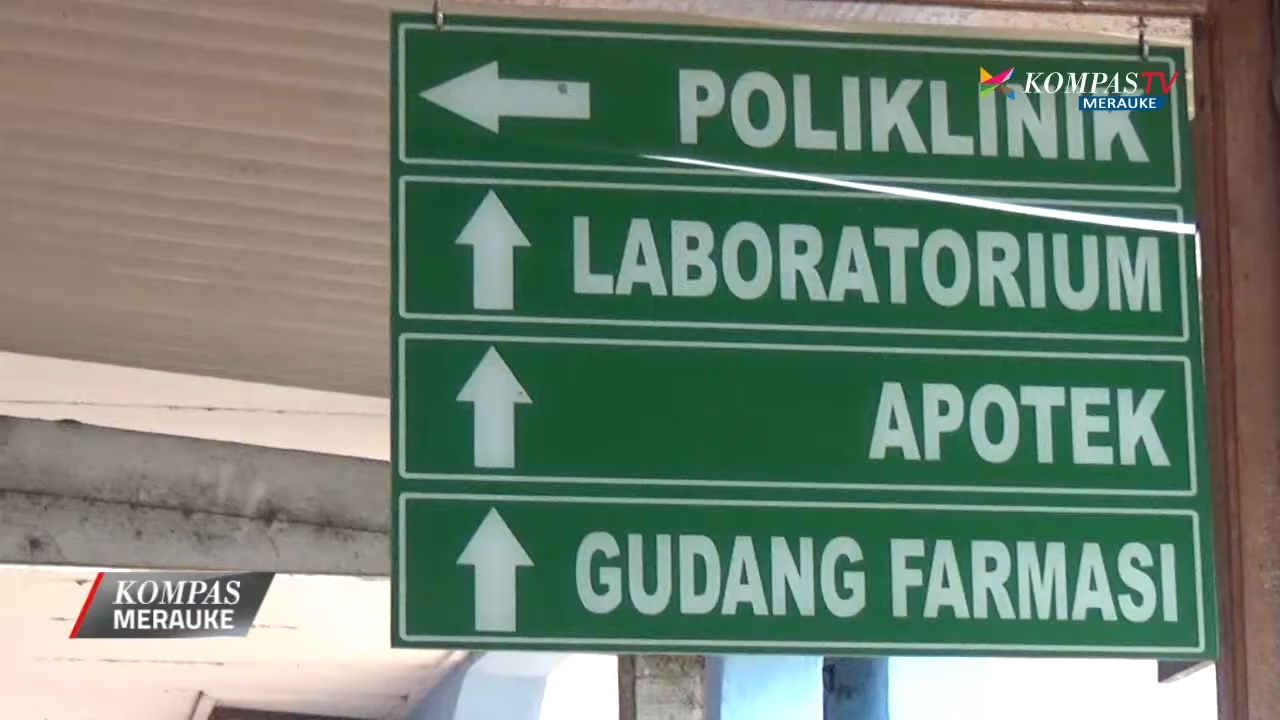 POLIKLINIK
KOMPASTV
MERAUKE
LABORATORIUM
APOTEK
GUDANG FARMASI
KOMPAS
MERAUKE